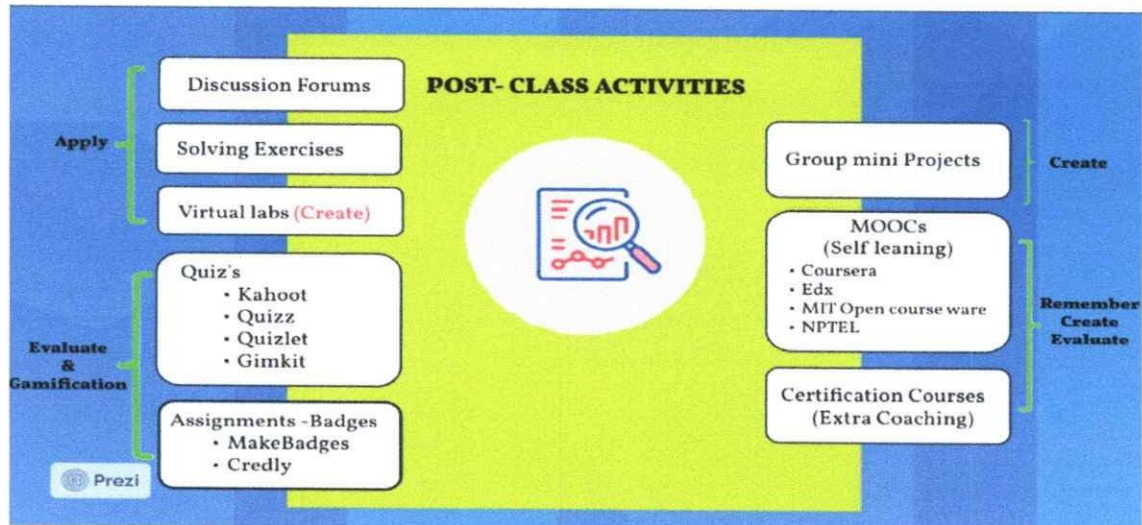 POST- CLASS ACTIVITIES
Apply
Discussion Forums
Solving Exercises
Virtual labs (Create)
Evaluate
&
Gamification
Quiz's
• Kahoot
• Quizz
• Quizlet
• Gimkit
Assignments -Badges
• MakeBadges
• Credly
Prezi
Group mini Projects
Create
MOOCs
(Self leaning)
• Coursera
• Edx
• MIT Open course ware
• NPTEL
Certification Courses
(Extra Coaching)
Remember
Create
Evaluate